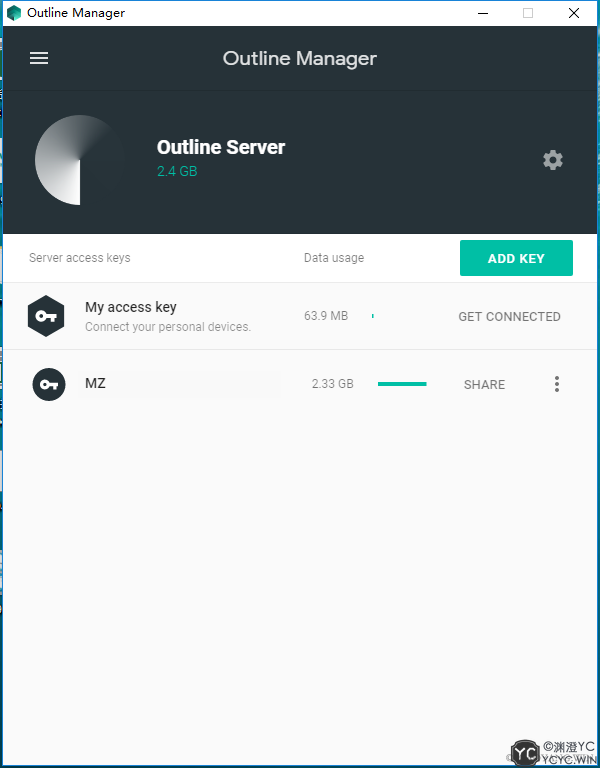 Outline Manager
Outline Manager
Outline Server
2.4 GB
Server access keys
Data usage
ADD KEY
My access key
Connect your personal devices.
63.9 MB
GET CONNECTED
MZ
2.33 GB
SHARE
YC
©渊澄YC
YCYC.WIN